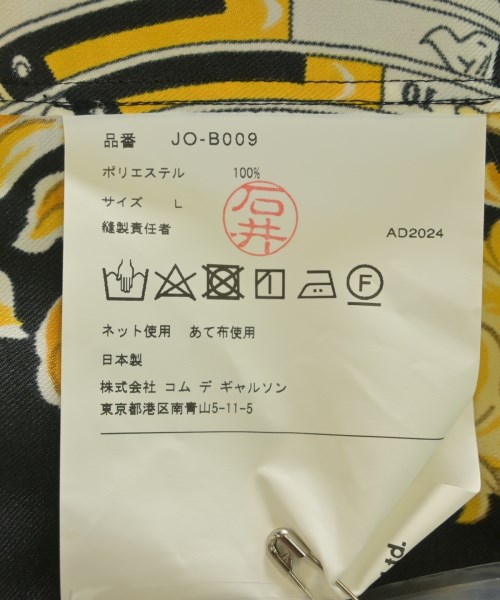 品番 JO-B009
ポリエステル 100%
サイズ L
石井
縫製責任者 AD2024
F
ネット使用 あて布使用
日本製
株式会社 コム デ ギャルソン
東京都港区南青山5-11-5
Ltd.